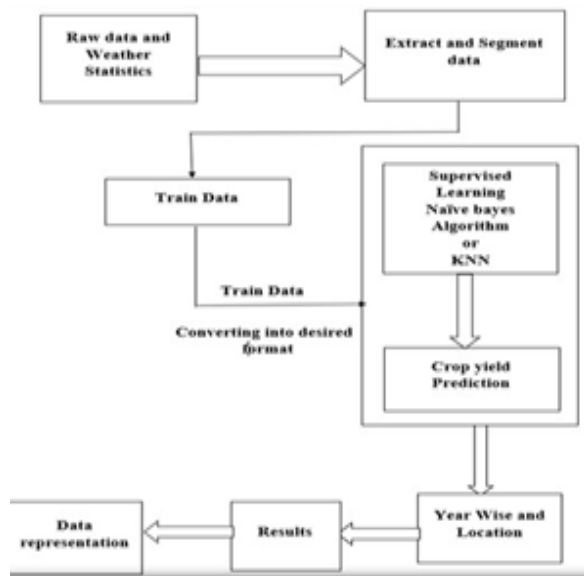 Raw data and
Weather
Statistics
Extract and Segment
data
Train Data
Supervised
Learning
Naïve bayes
Algorithm
or
KNN
Train Data
Converting into desired
format
Crop yield
Prediction
Year Wise and
Location
Results
Data
representation